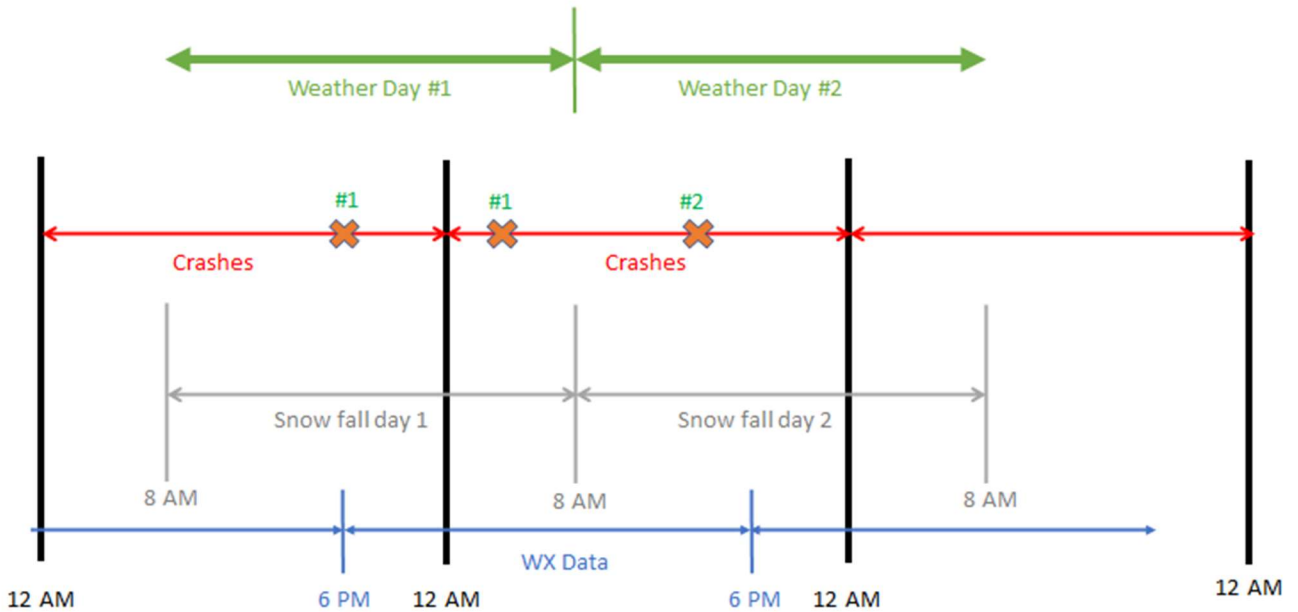 Weather Day #1
Weather Day #2
#1
#1
#2
Crashes
Crashes
Snow fall day 1
Snow fall day 2
8 AM
8 AM
8 AM
WX Data
12 AM
6 PM
12 AM
6 PM
12 AM
12 AM